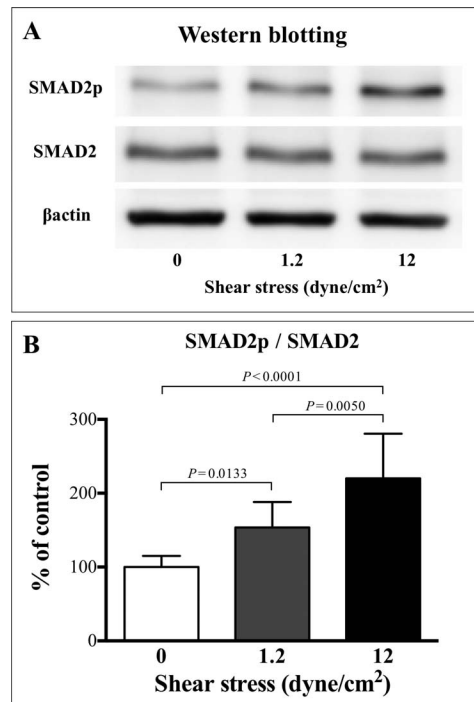 A
Western blotting
SMAD2p
SMAD2
βactin
0 1.2 12
Shear stress (dyne/cm²)
B
SMAD2p / SMAD2
P<0.0001
P=0.0050
P=0.0133
% of control
300
200
100
0
0 1.2 12
Shear stress (dyne/cm²)